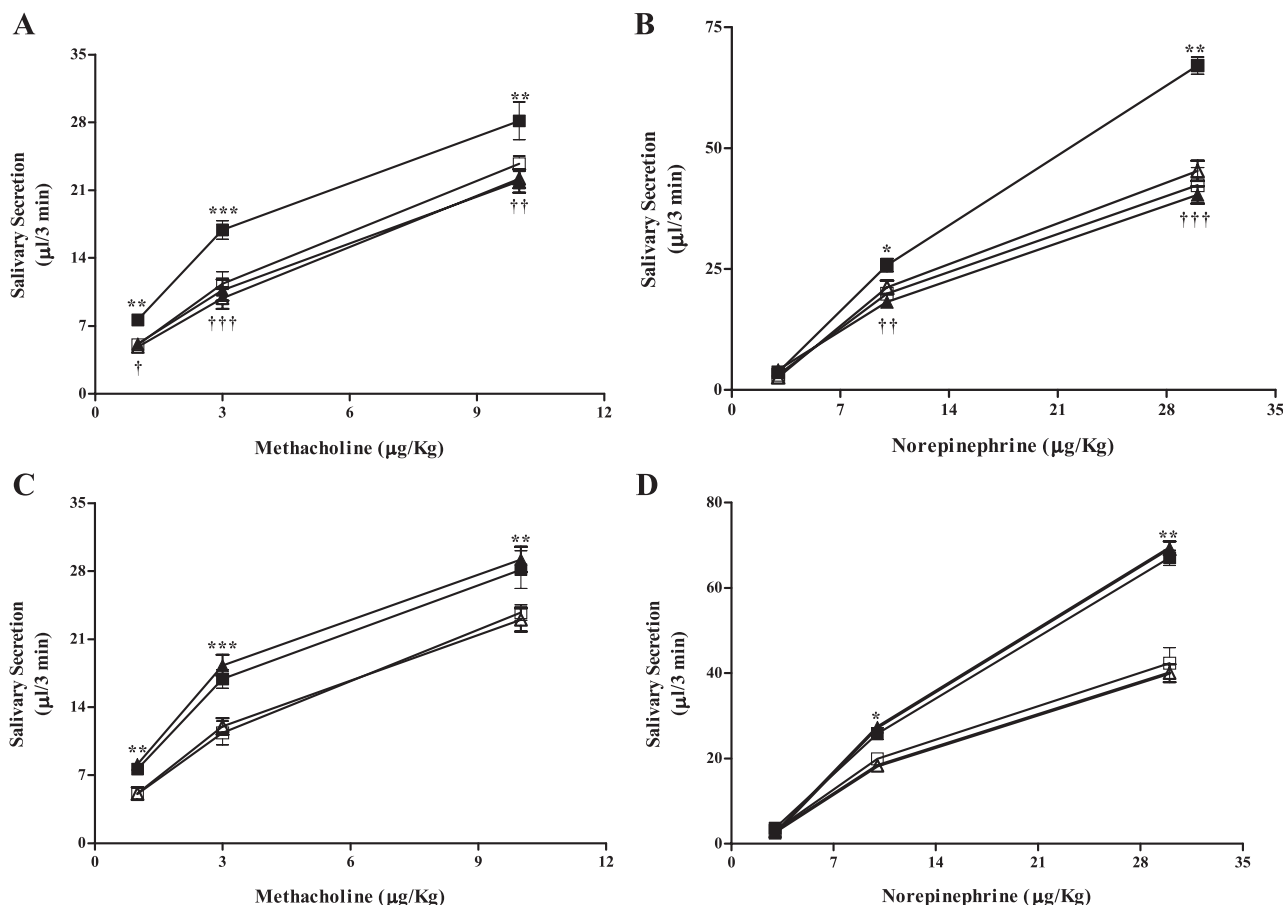 A
35
28
21
14
7
0
Salivary Secretion
(µl/3 min)
**
***
**
†
†††
††
0 3 6 9 12
Methacholine (µg/Kg)
B
75
50
25
0
Salivary Secretion
(µl/3 min)
*
**
††
†††
0 7 14 21 28 35
Norepinephrine (µg/Kg)
C
35
28
21
14
7
0
Salivary Secretion
(µl/3 min)
**
***
**
0 3 6 9 12
Methacholine (µg/Kg)
D
80
60
40
20
0
Salivary Secretion
(µl/3 min)
*
**
0 7 14 21 28 35
Norepinephrine (µg/Kg)